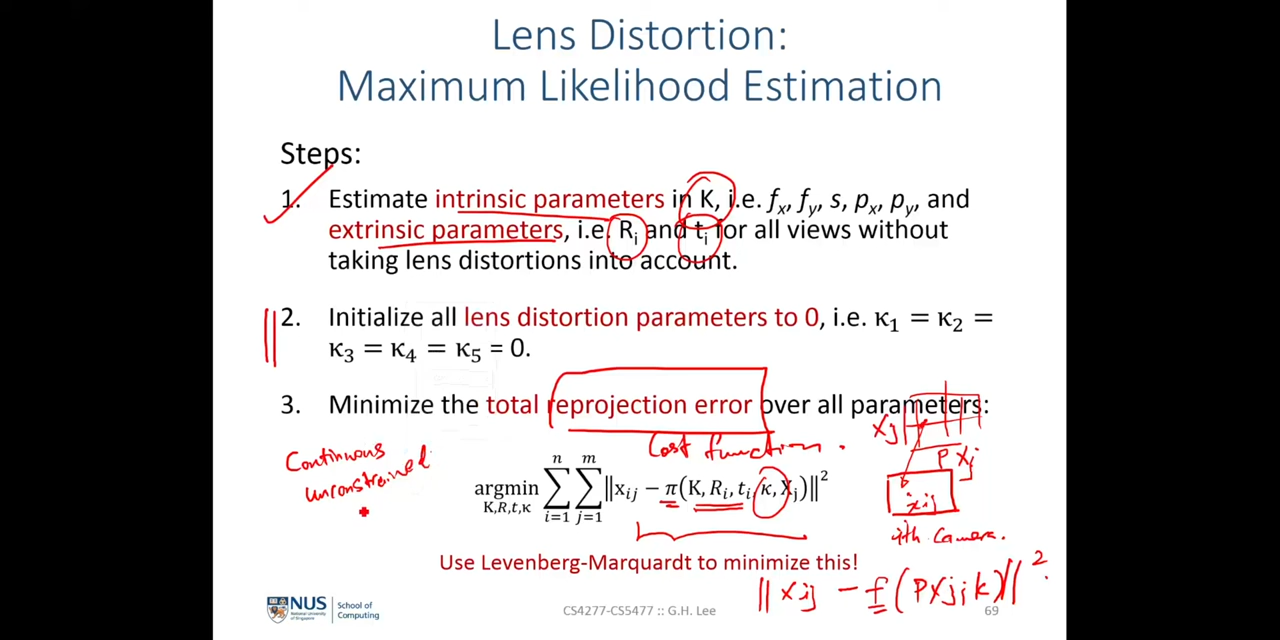 Lens Distortion:
Maximum Likelihood Estimation
Steps:
1. Estimate intrinsic parameters in K, i.e. fx, fy, s, px, py, and
extrinsic parameters, i.e. Ri and ti for all views without
taking lens distortions into account.
2. Initialize all lens distortion parameters to 0, i.e. κ1 = κ2 =
κ3 = κ4 = κ5 = 0.
3. Minimize the total reprojection error over all parameters:
Cost function.
Xj
P Xj
Continuous
unconstrained
argmin K,R,t,κ ∑ i=1 n ∑ j=1 m ||xij − π(K, Ri, ti, κ, Xj)||²
xij
ith camera.
Use Levenberg-Marquardt to minimize this!
||xij − f(PXj, k)||².
NUS
National University
of Singapore
School of
Computing
CS4277-CS5477 :: G.H. Lee
69